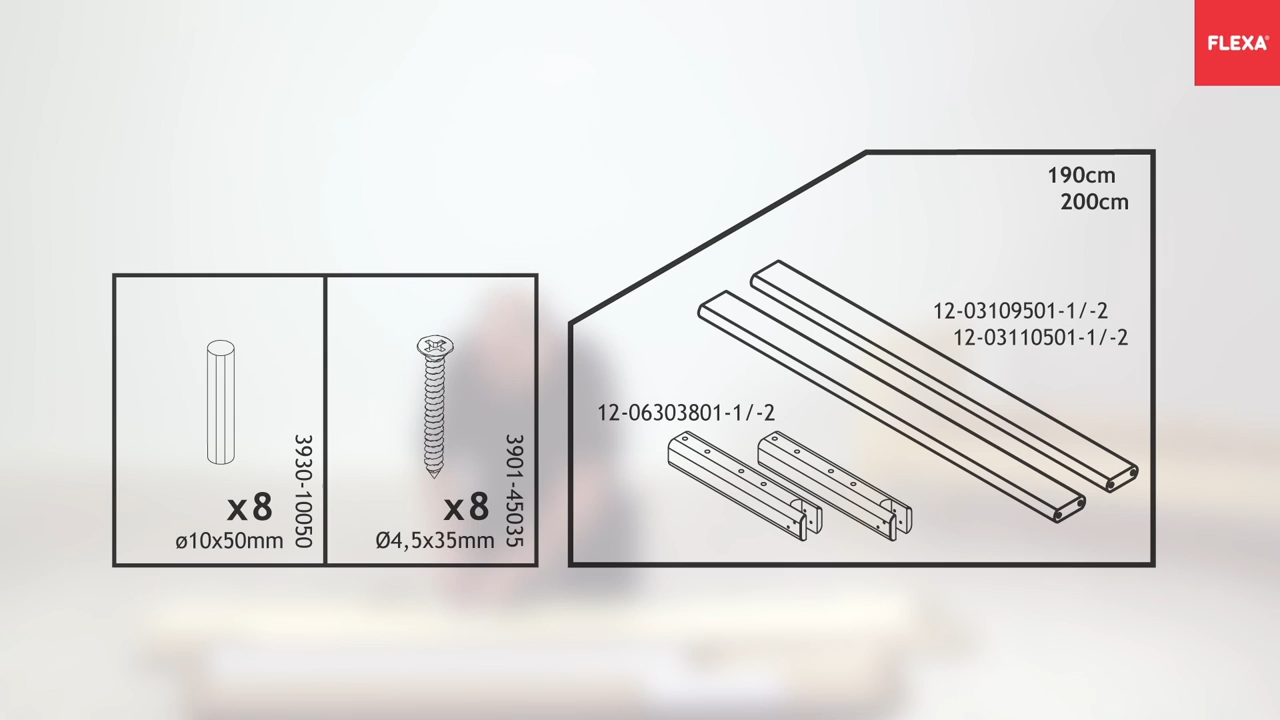 FLEXA®
190cm
200cm
12-03109501-1/-2
12-03110501-1/-2
12-06303801-1/-2
x8
ø10x50mm
3930-10050
x8
Ø4,5x35mm
3901-45035